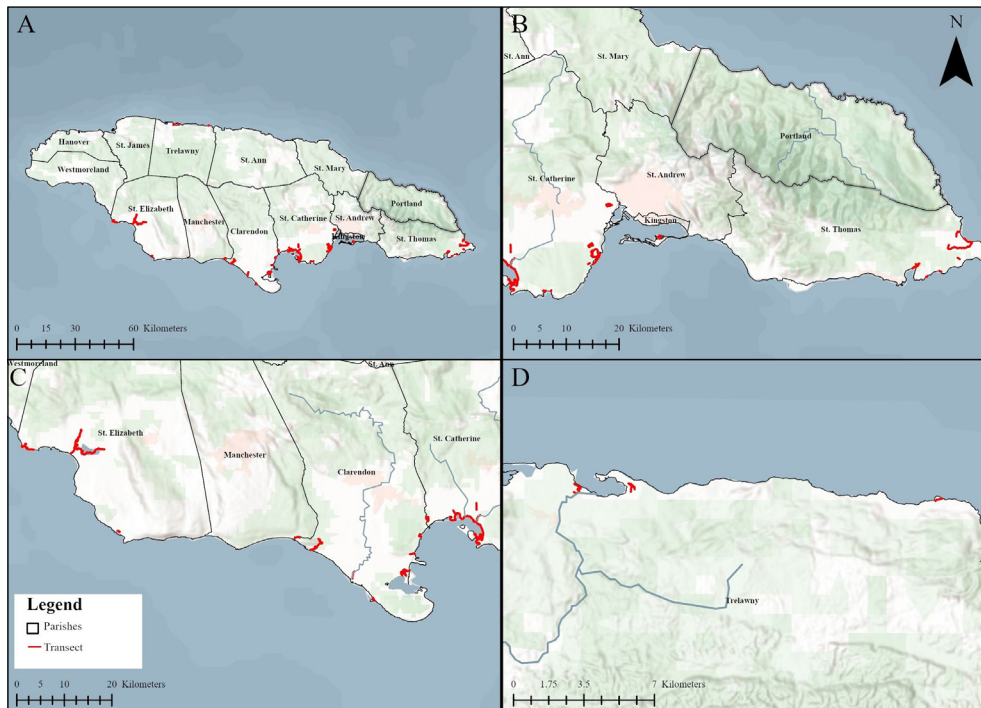 A
Hanover
St. James
Trelawny
St. Ann
Westmoreland
St. Mary
Portland
St. Elizabeth
Manchester
Clarendon
St. Catherine
St. Andrew
Kingston
St. Thomas
0 15 30 60 Kilometers
B
N
St. Ann
St. Mary
Portland
St. Catherine
St. Andrew
Kingston
St. Thomas
0 5 10 20 Kilometers
C
Westmoreland
St. Ann
St. Elizabeth
Manchester
Clarendon
St. Catherine
Legend
Parishes
Transect
0 5 10 20 Kilometers
D
Trelawny
0 1.75 3.5 7 Kilometers